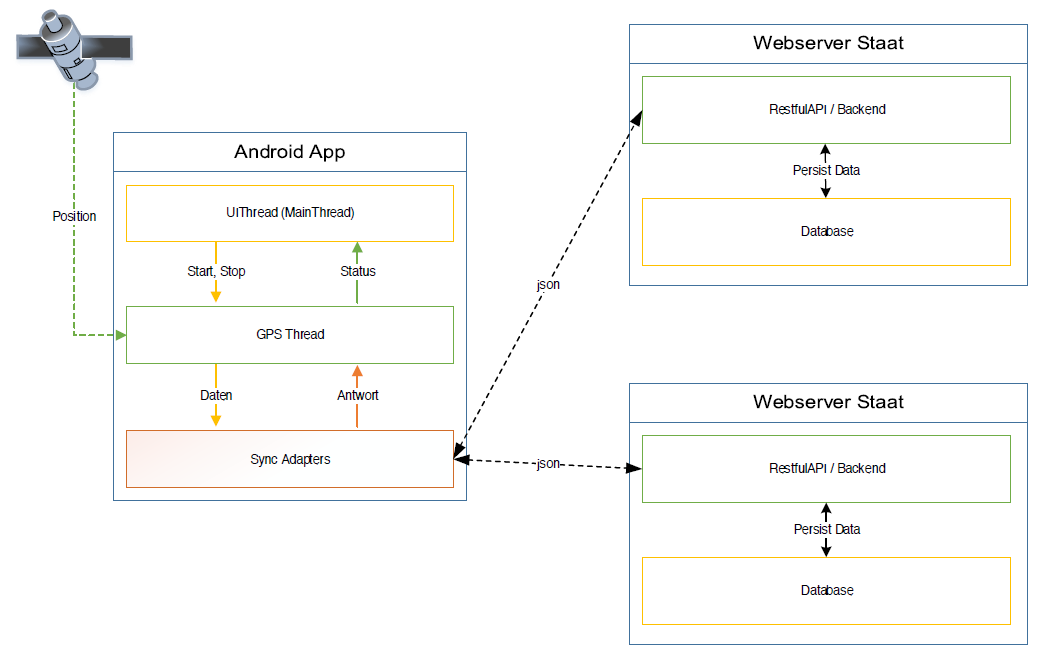 Position
Android App
UIThread (MainThread)
Start, Stop
Status
GPS Thread
Daten
Antwort
Sync Adapters
json
json
Webserver Staat
RestfulAPI / Backend
Persist Data
Database
Webserver Staat
RestfulAPI / Backend
Persist Data
Database